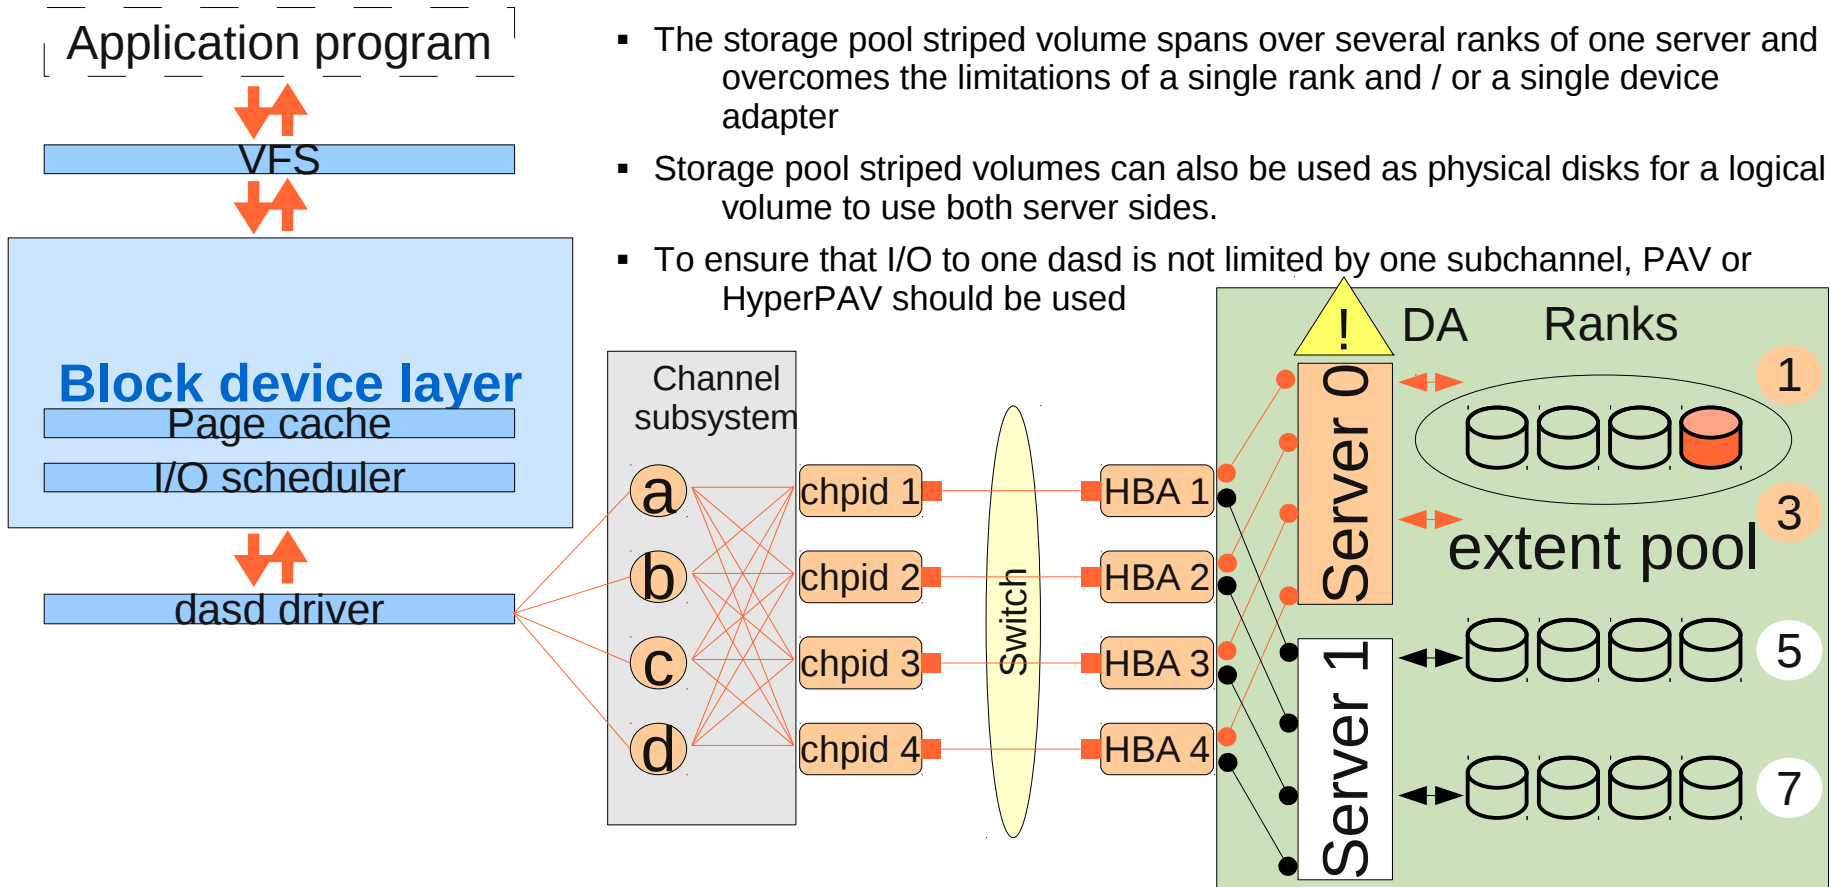 Application program
VFS
Block device layer
Page cache
I/O scheduler
dasd driver
▪ The storage pool striped volume spans over several ranks of one server and
overcomes the limitations of a single rank and / or a single device
adapter
▪ Storage pool striped volumes can also be used as physical disks for a logical
volume to use both server sides.
▪ To ensure that I/O to one dasd is not limited by one subchannel, PAV or
HyperPAV should be used
Channel
subsystem
a
b
c
d
chpid 1
chpid 2
chpid 3
chpid 4
Switch
HBA 1
HBA 2
HBA 3
HBA 4
!
DA
Ranks
Server 0
1
3
extent pool
Server 1
5
7